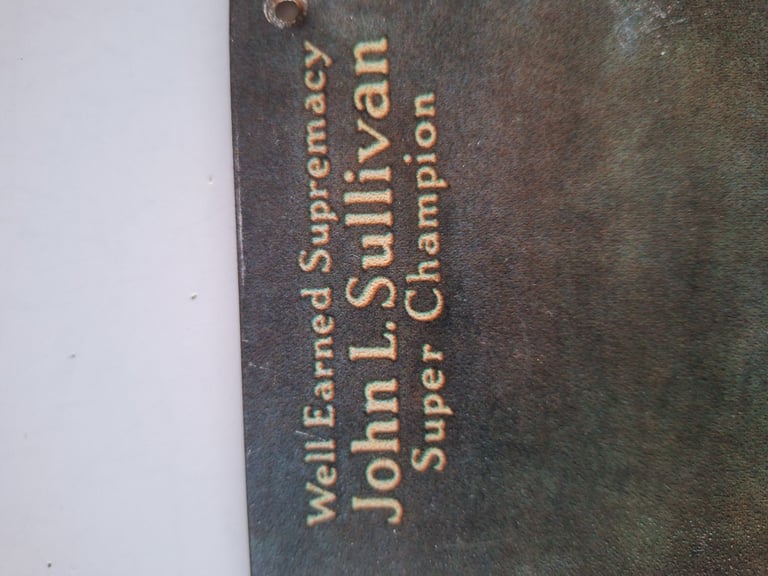 Well Earned Supremacy
John L. Sullivan
Super Champion